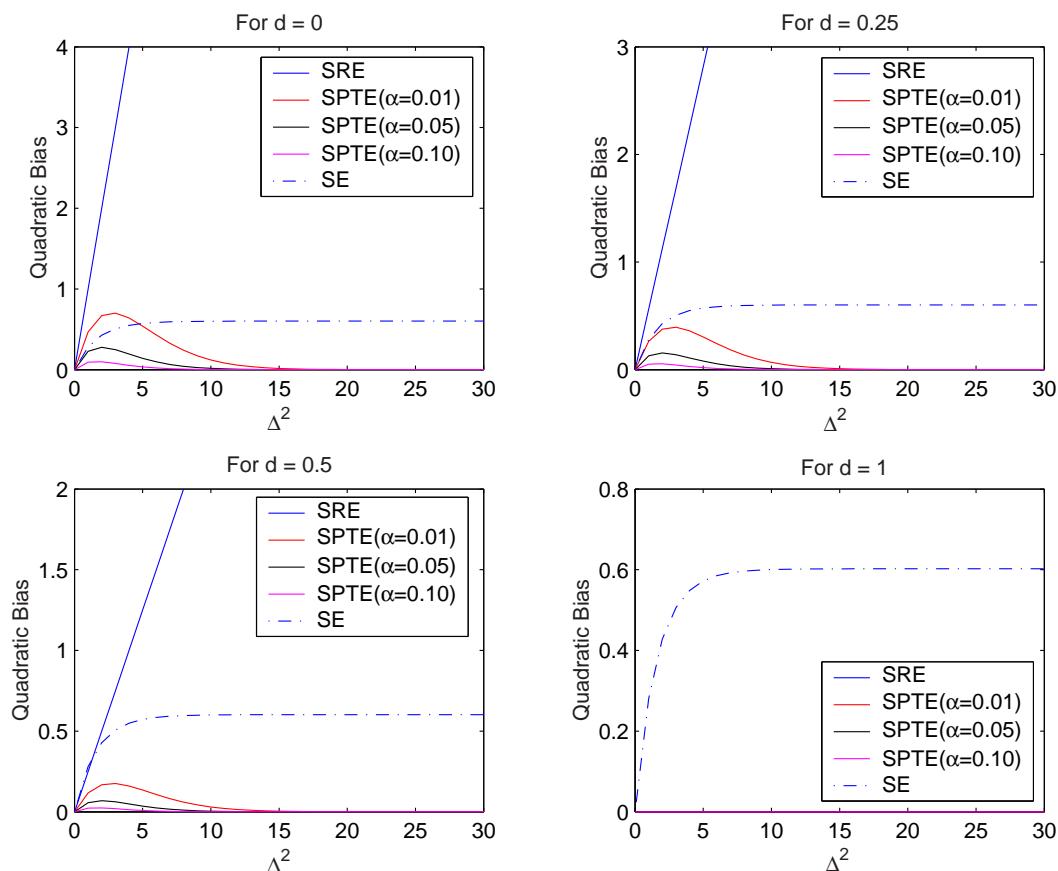 For d = 0
4
3
2
1
0
Quadratic Bias
SRE
SPTE(α=0.01)
SPTE(α=0.05)
SPTE(α=0.10)
SE
0 5 10 15 20 25 30
Δ²
For d = 0.25
3
2
1
0
Quadratic Bias
SRE
SPTE(α=0.01)
SPTE(α=0.05)
SPTE(α=0.10)
SE
0 5 10 15 20 25 30
Δ²
For d = 0.5
2
1.5
1
0.5
0
Quadratic Bias
SRE
SPTE(α=0.01)
SPTE(α=0.05)
SPTE(α=0.10)
SE
0 5 10 15 20 25 30
Δ²
For d = 1
0.8
0.6
0.4
0.2
0
Quadratic Bias
SRE
SPTE(α=0.01)
SPTE(α=0.05)
SPTE(α=0.10)
SE
0 5 10 15 20 25 30
Δ²